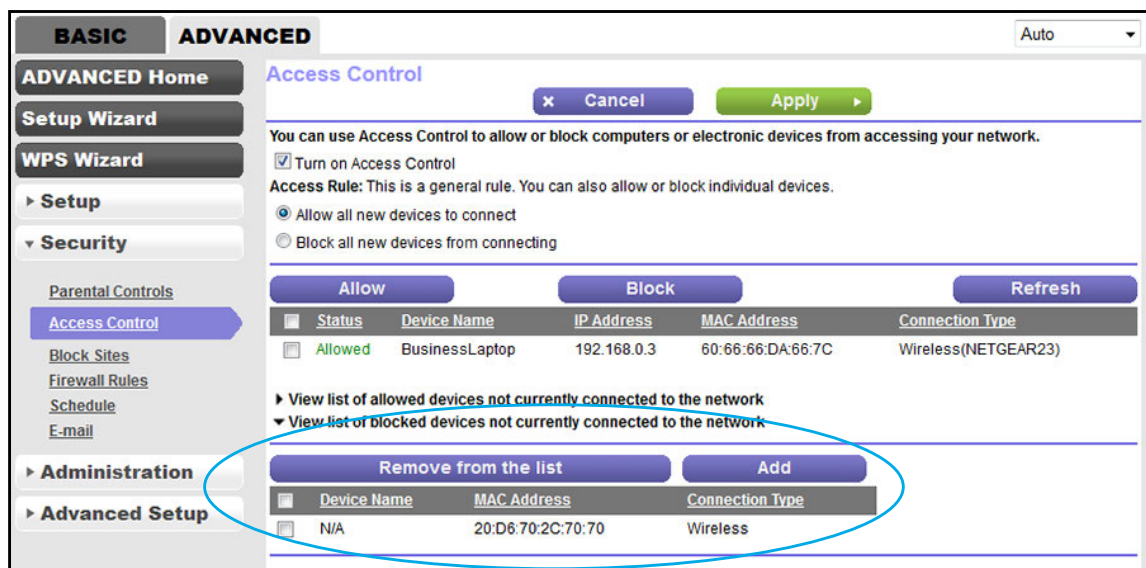 BASIC ADVANCED Auto
ADVANCED Home
Setup Wizard
WPS Wizard
Setup
Security
Parental Controls
Access Control
Block Sites
Firewall Rules
Schedule
E-mail
Administration
Advanced Setup
Access Control
Cancel Apply
You can use Access Control to allow or block computers or electronic devices from accessing your network.
Turn on Access Control
Access Rule: This is a general rule. You can also allow or block individual devices.
Allow all new devices to connect
Block all new devices from connecting
Allow Block Refresh
Status Device Name IP Address MAC Address Connection Type
Allowed BusinessLaptop 192.168.0.3 60:66:66:DA:66:7C Wireless(NETGEAR23)
View list of allowed devices not currently connected to the network
View list of blocked devices not currently connected to the network
Remove from the list Add
Device Name MAC Address Connection Type
N/A 20:D6:70:2C:70:70 Wireless